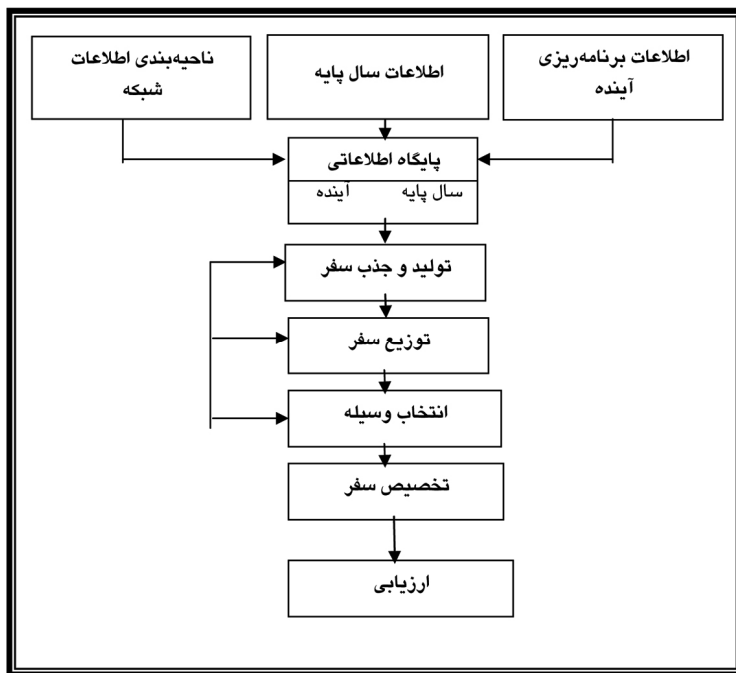 اطلاعات برنامه‌ریزی
آینده
اطلاعات سال پایه
ناحیه‌بندی اطلاعات
شبکه
پایگاه اطلاعاتی
سال پایه آینده
تولید و جذب سفر
توزیع سفر
انتخاب وسیله
تخصیص سفر
ارزیابی